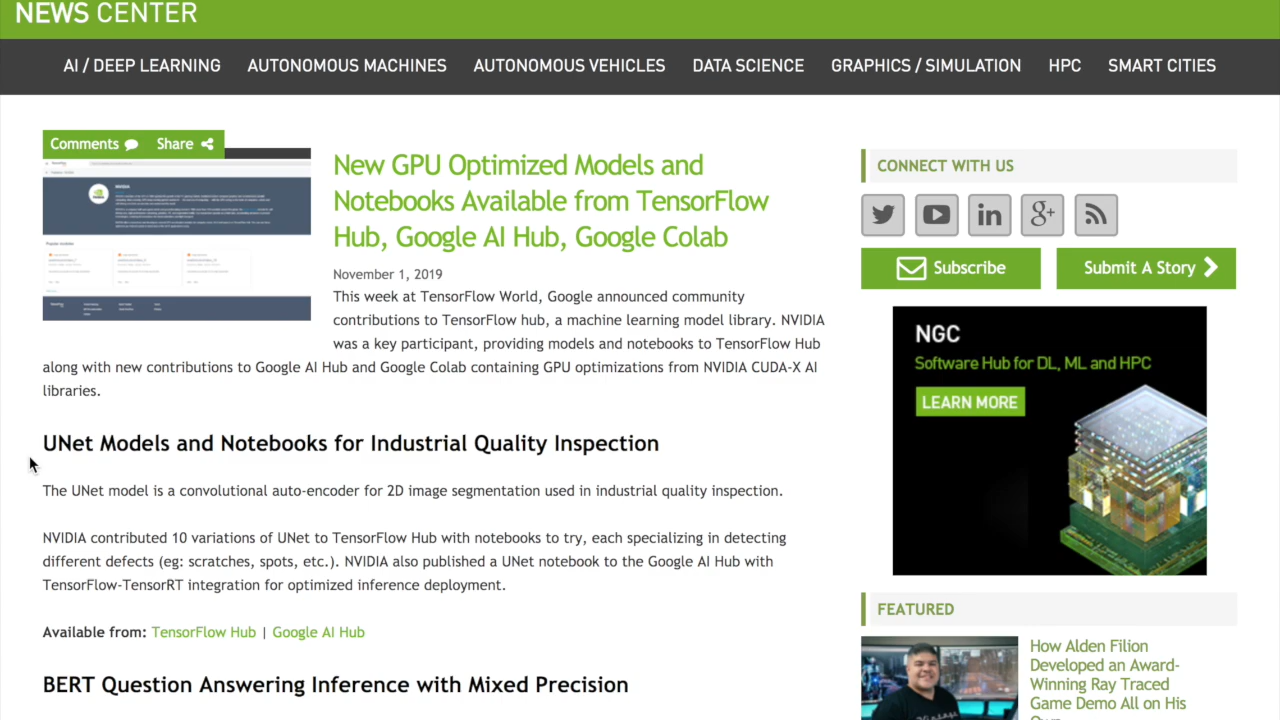 NEWS CENTER
AI / DEEP LEARNING AUTONOMOUS MACHINES AUTONOMOUS VEHICLES DATA SCIENCE GRAPHICS / SIMULATION HPC SMART CITIES
Comments Share
NVIDIA
New GPU Optimized Models and
Notebooks Available from TensorFlow
Hub, Google AI Hub, Google Colab
November 1, 2019
This week at TensorFlow World, Google announced community
contributions to TensorFlow hub, a machine learning model library. NVIDIA
was a key participant, providing models and notebooks to TensorFlow Hub
along with new contributions to Google AI Hub and Google Colab containing GPU optimizations from NVIDIA CUDA-X AI
libraries.
UNet Models and Notebooks for Industrial Quality Inspection
The UNet model is a convolutional auto-encoder for 2D image segmentation used in industrial quality inspection.
NVIDIA contributed 10 variations of UNet to TensorFlow Hub with notebooks to try, each specializing in detecting
different defects (eg: scratches, spots, etc.). NVIDIA also published a UNet notebook to the Google AI Hub with
TensorFlow-TensorRT integration for optimized inference deployment.
Available from: TensorFlow Hub | Google AI Hub
BERT Question Answering Inference with Mixed Precision
CONNECT WITH US
Subscribe
Submit A Story
NGC
Software Hub for DL, ML and HPC
LEARN MORE
FEATURED
How Alden Filion
Developed an Award-
Winning Ray Traced
Game Demo All on His